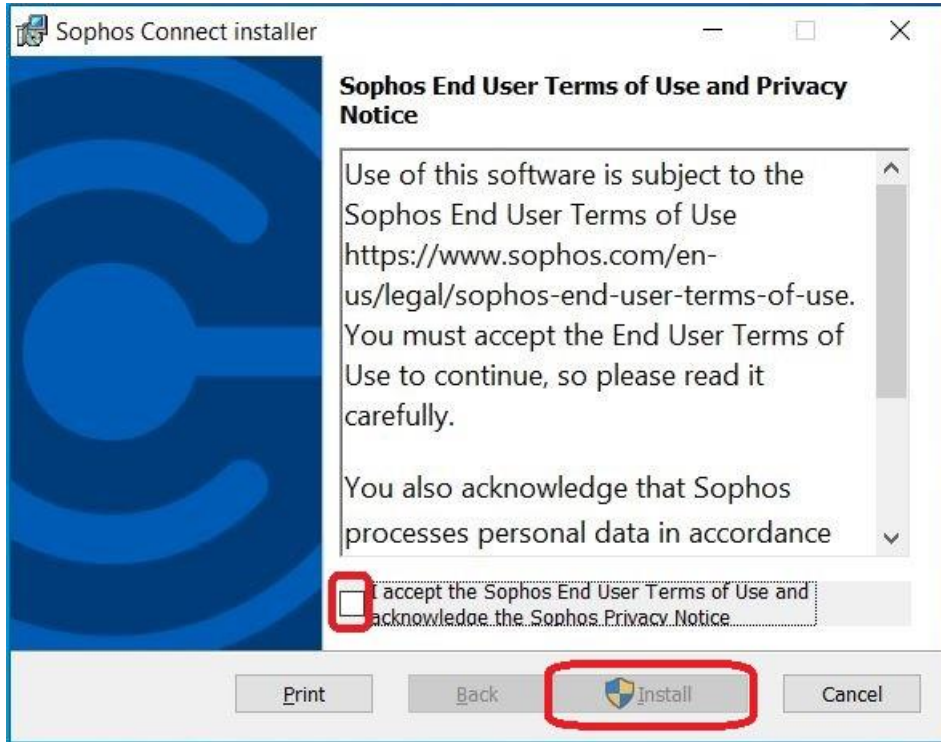 Sophos Connect installer
Sophos End User Terms of Use and Privacy
Notice
Use of this software is subject to the
Sophos End User Terms of Use
https://www.sophos.com/en-
us/legal/sophos-end-user-terms-of-use.
You must accept the End User Terms of
Use to continue, so please read it
carefully.
You also acknowledge that Sophos
processes personal data in accordance
I accept the Sophos End User Terms of Use and
acknowledge the Sophos Privacy Notice
Print
Back
Install
Cancel